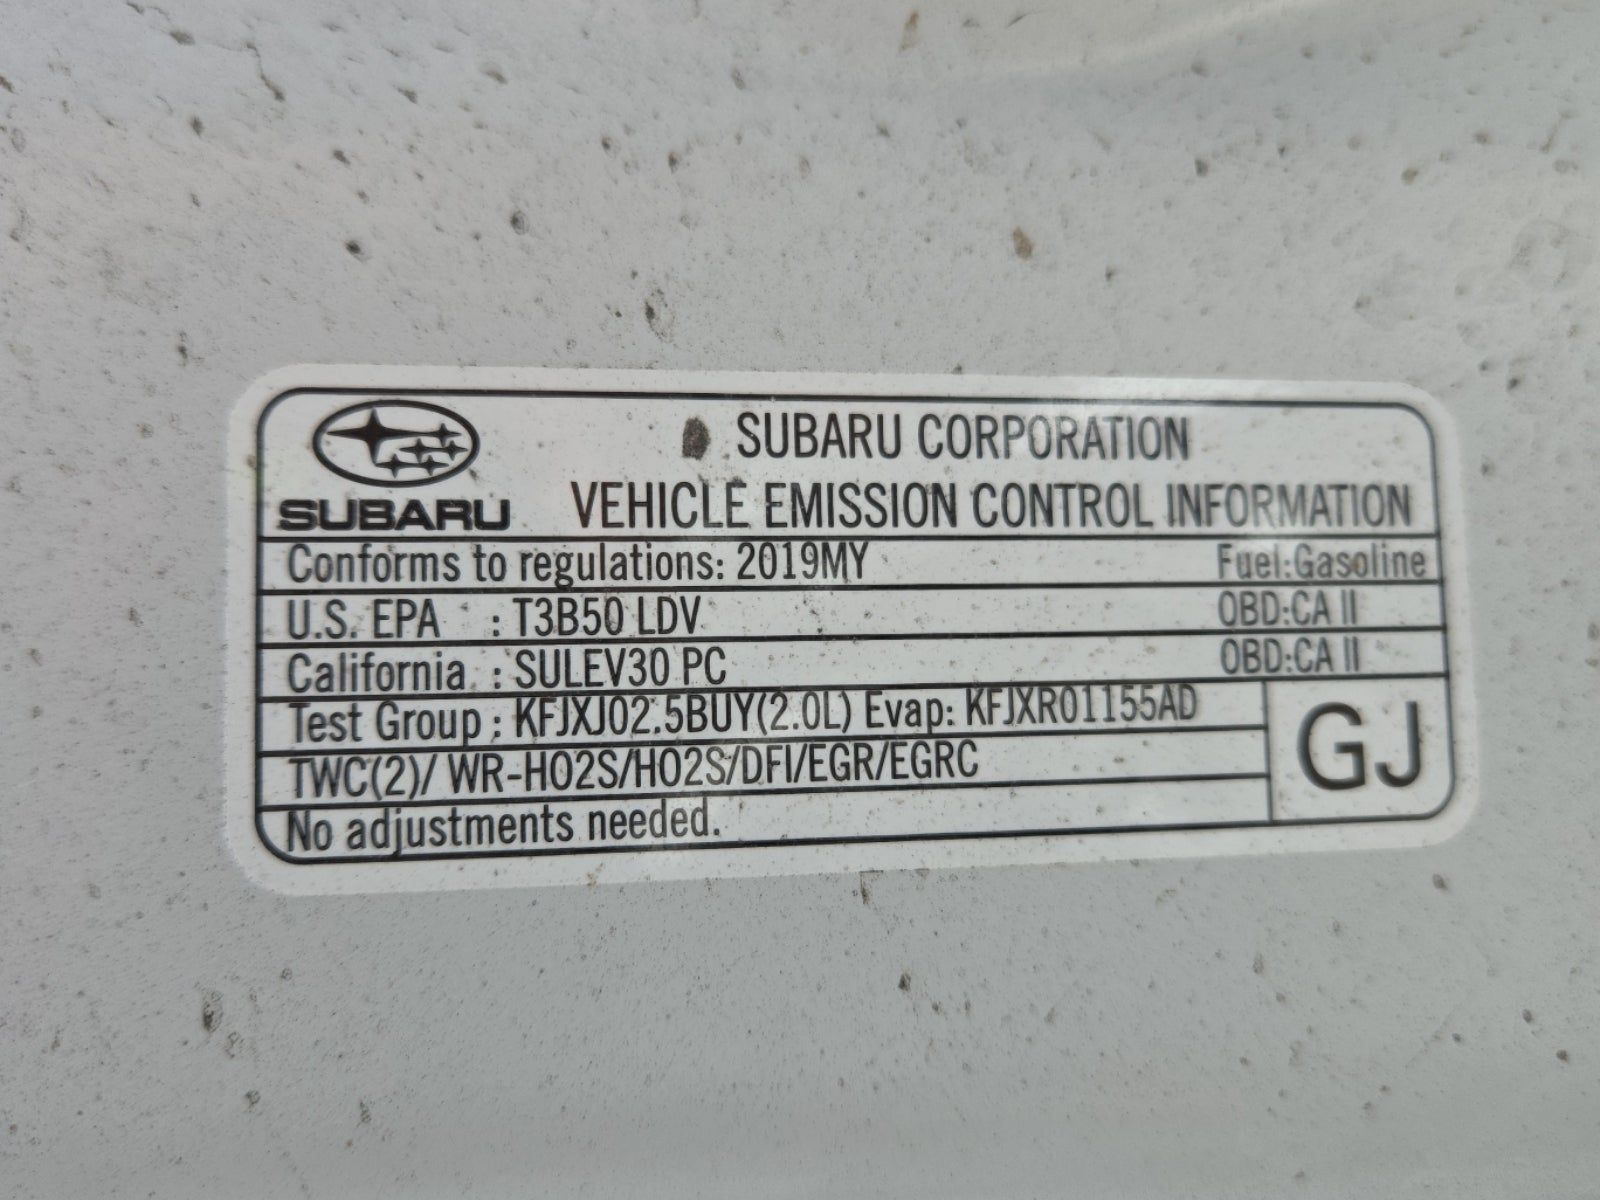 SUBARU CORPORATION
SUBARU VEHICLE EMISSION CONTROL INFORMATION
Conforms to regulations: 2019MY Fuel:Gasoline
U.S. EPA : T3B50 LDV OBD:CA II
California : SULEV30 PC OBD:CA II
Test Group : KFJXJ02.5BUY(2.0L) Evap: KFJXR01155AD
TWC(2)/ WR-HO2S/HO2S/DFI/EGR/EGRC
GJ
No adjustments needed.